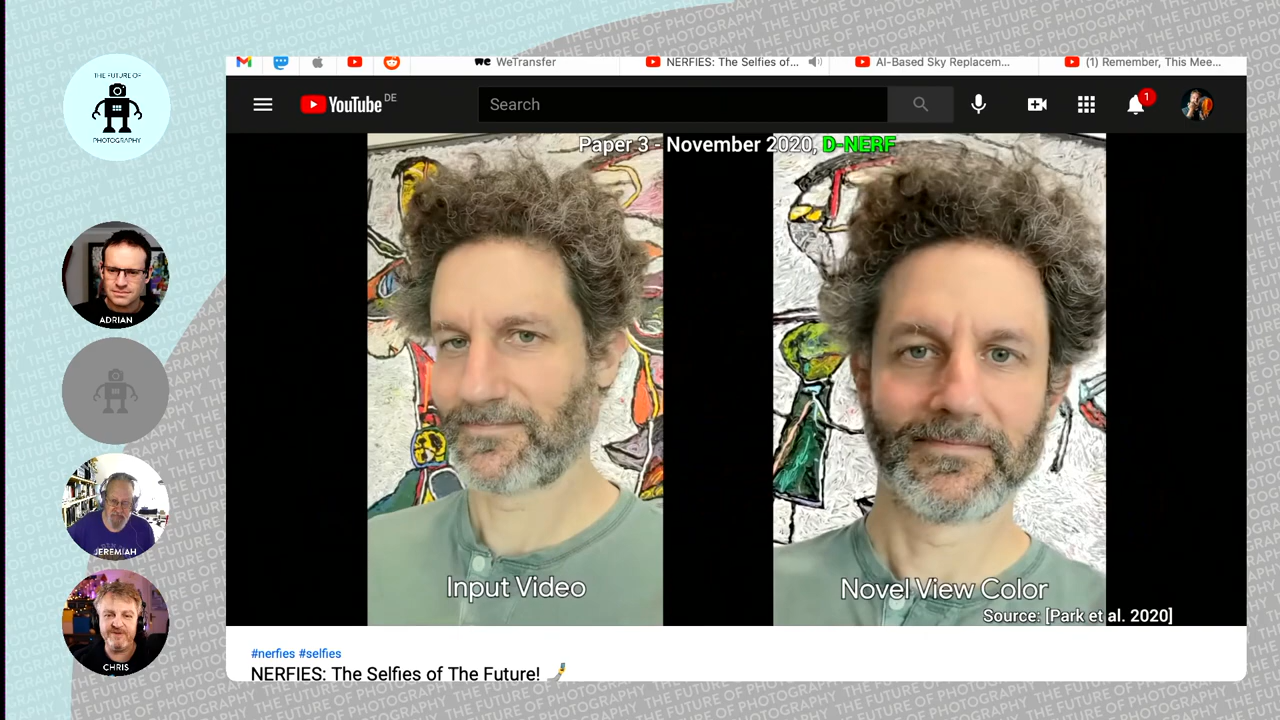 THE FUTURE OF
PHOTOGRAPHY
ADRIAN
JEREMIAH
CHRIS
WeTransfer
NERFIES: The Selfies of...
AI-Based Sky Replacem...
(1) Remember, This Mee...
YouTube DE
Search
1
Paper 3 - November 2020, D-NERF
Input Video
Novel View Color
Source: [Park et al. 2020]
#nerfies #selfies
NERFIES: The Selfies of The Future!